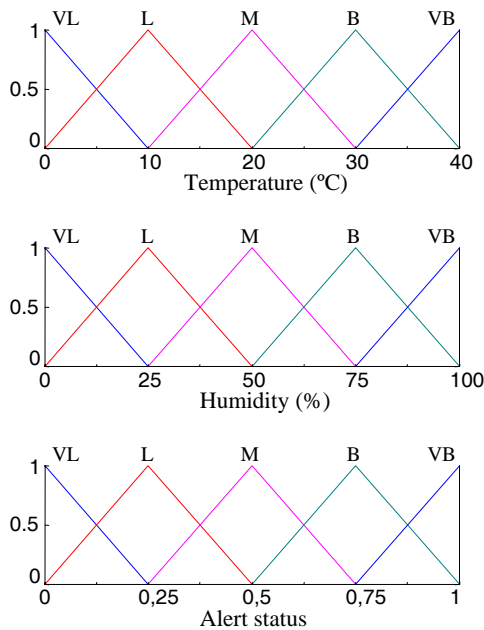 VL L M B VB
1
0.5
0
0 10 20 30 40
Temperature (ºC)
VL L M B VB
1
0.5
0
0 25 50 75 100
Humidity (%)
VL L M B VB
1
0.5
0
0 0,25 0,5 0,75 1
Alert status